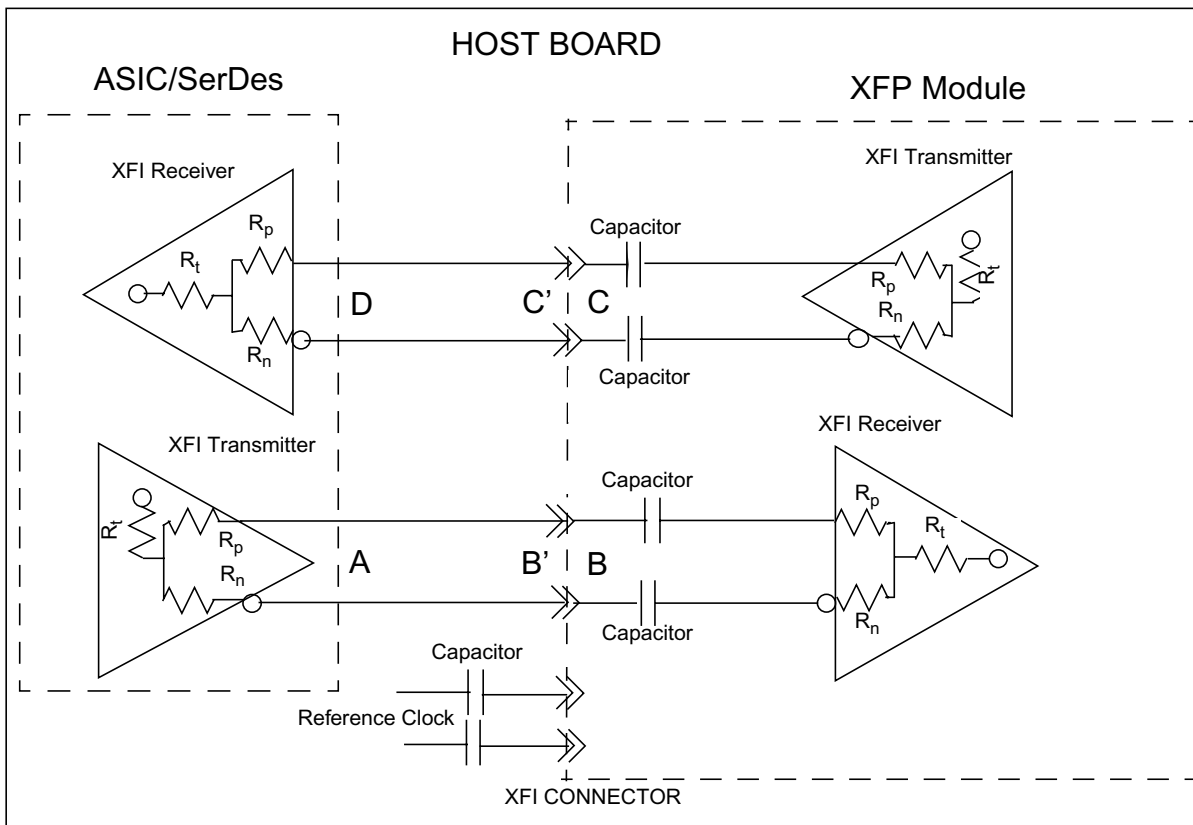 HOST BOARD
ASIC/SerDes
XFP Module
XFI Receiver
XFI Transmitter
Capacitor
Rp
Rt
Rn
D
C’
C
Rp
Rt
Rn
Capacitor
XFI Transmitter
XFI Receiver
Capacitor
Rt
Rp
Rn
A
B’
B
Rp
Rt
Rn
Capacitor
Capacitor
Reference Clock
XFI CONNECTOR